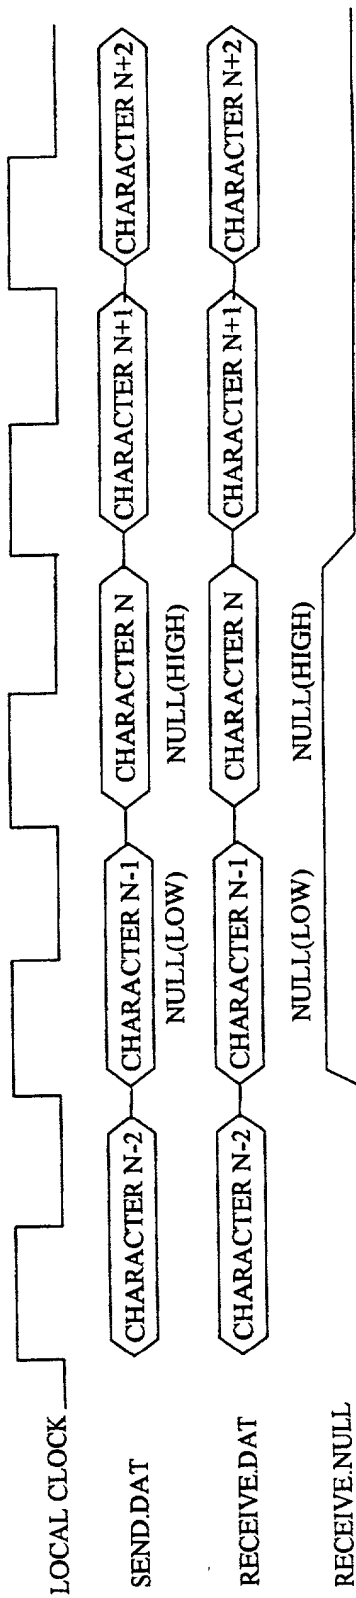 LOCAL CLOCK
SEND.DAT
CHARACTER N-2
CHARACTER N-1
CHARACTER N
CHARACTER N+1
CHARACTER N+2
NULL(LOW)
NULL(HIGH)
RECEIVE.DAT
CHARACTER N-2
CHARACTER N-1
CHARACTER N
CHARACTER N+1
CHARACTER N+2
NULL(LOW)
NULL(HIGH)
RECEIVE.NULL